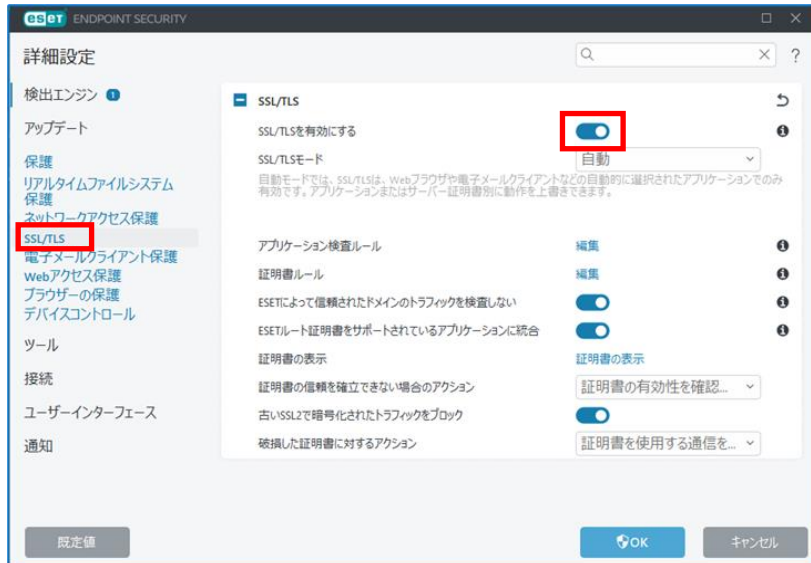 eset ENDPOINT SECURITY
詳細設定
?
検出エンジン 1
アップデート
保護
リアルタイムファイルシステム
保護
ネットワークアクセス保護
SSL/TLS
電子メールクライアント保護
Webアクセス保護
ブラウザーの保護
デバイスコントロール
ツール
接続
ユーザーインターフェース
通知
SSL/TLS
SSL/TLSを有効にする
SSL/TLSモード 自動
自動モードでは、SSL/TLSは、Webブラウザや電子メールクライアントなどの自動的に選択されたアプリケーションでのみ
有効です。アプリケーションまたはサーバー証明書別に動作を上書きできます。
アプリケーション検査ルール 編集
証明書ルール 編集
ESETによって信頼されたドメインのトラフィックを検査しない
ESETルート証明書をサポートされているアプリケーションに統合
証明書の表示 証明書の表示
証明書の信頼を確立できない場合のアクション 証明書の有効性を確認...
古いSSL2で暗号化されたトラフィックをブロック
破損した証明書に対するアクション 証明書を使用する通信を...
既定値 OK キャンセル